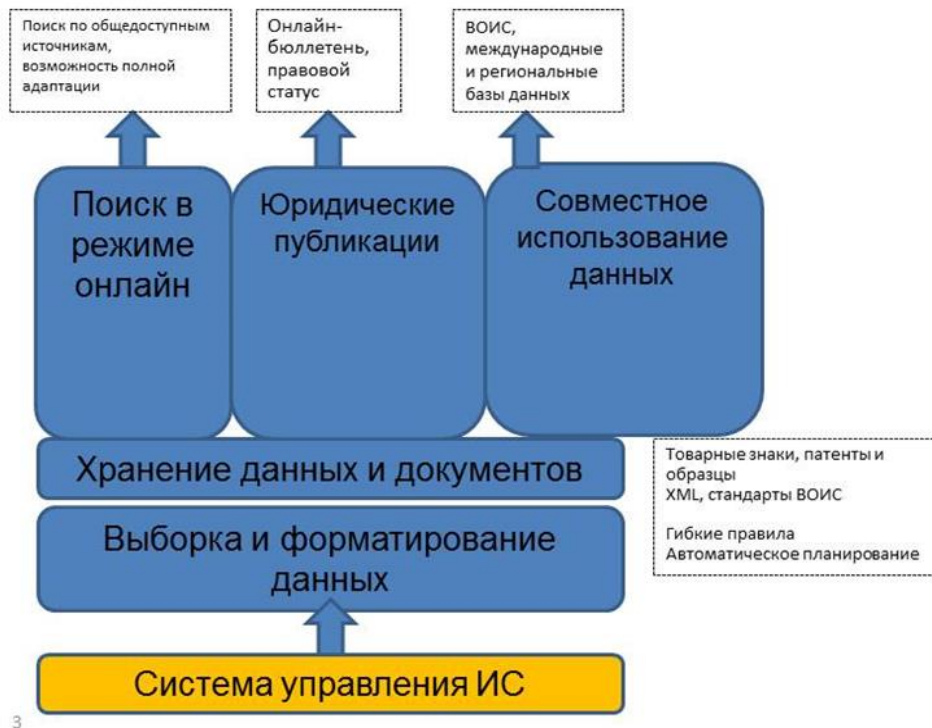 Поиск по общедоступным
источникам,
возможность полной
адаптации
Онлайн-
бюллетень,
правовой
статус
ВОИС,
международные
и региональные
базы данных
Поиск в
режиме
онлайн
Юридические
публикации
Совместное
использование
данных
Хранение данных и документов
Товарные знаки, патенты и
образцы
XML, стандарты ВОИС
Гибкие правила
Автоматическое планирование
Выборка и форматирование
данных
Система управления ИС
3